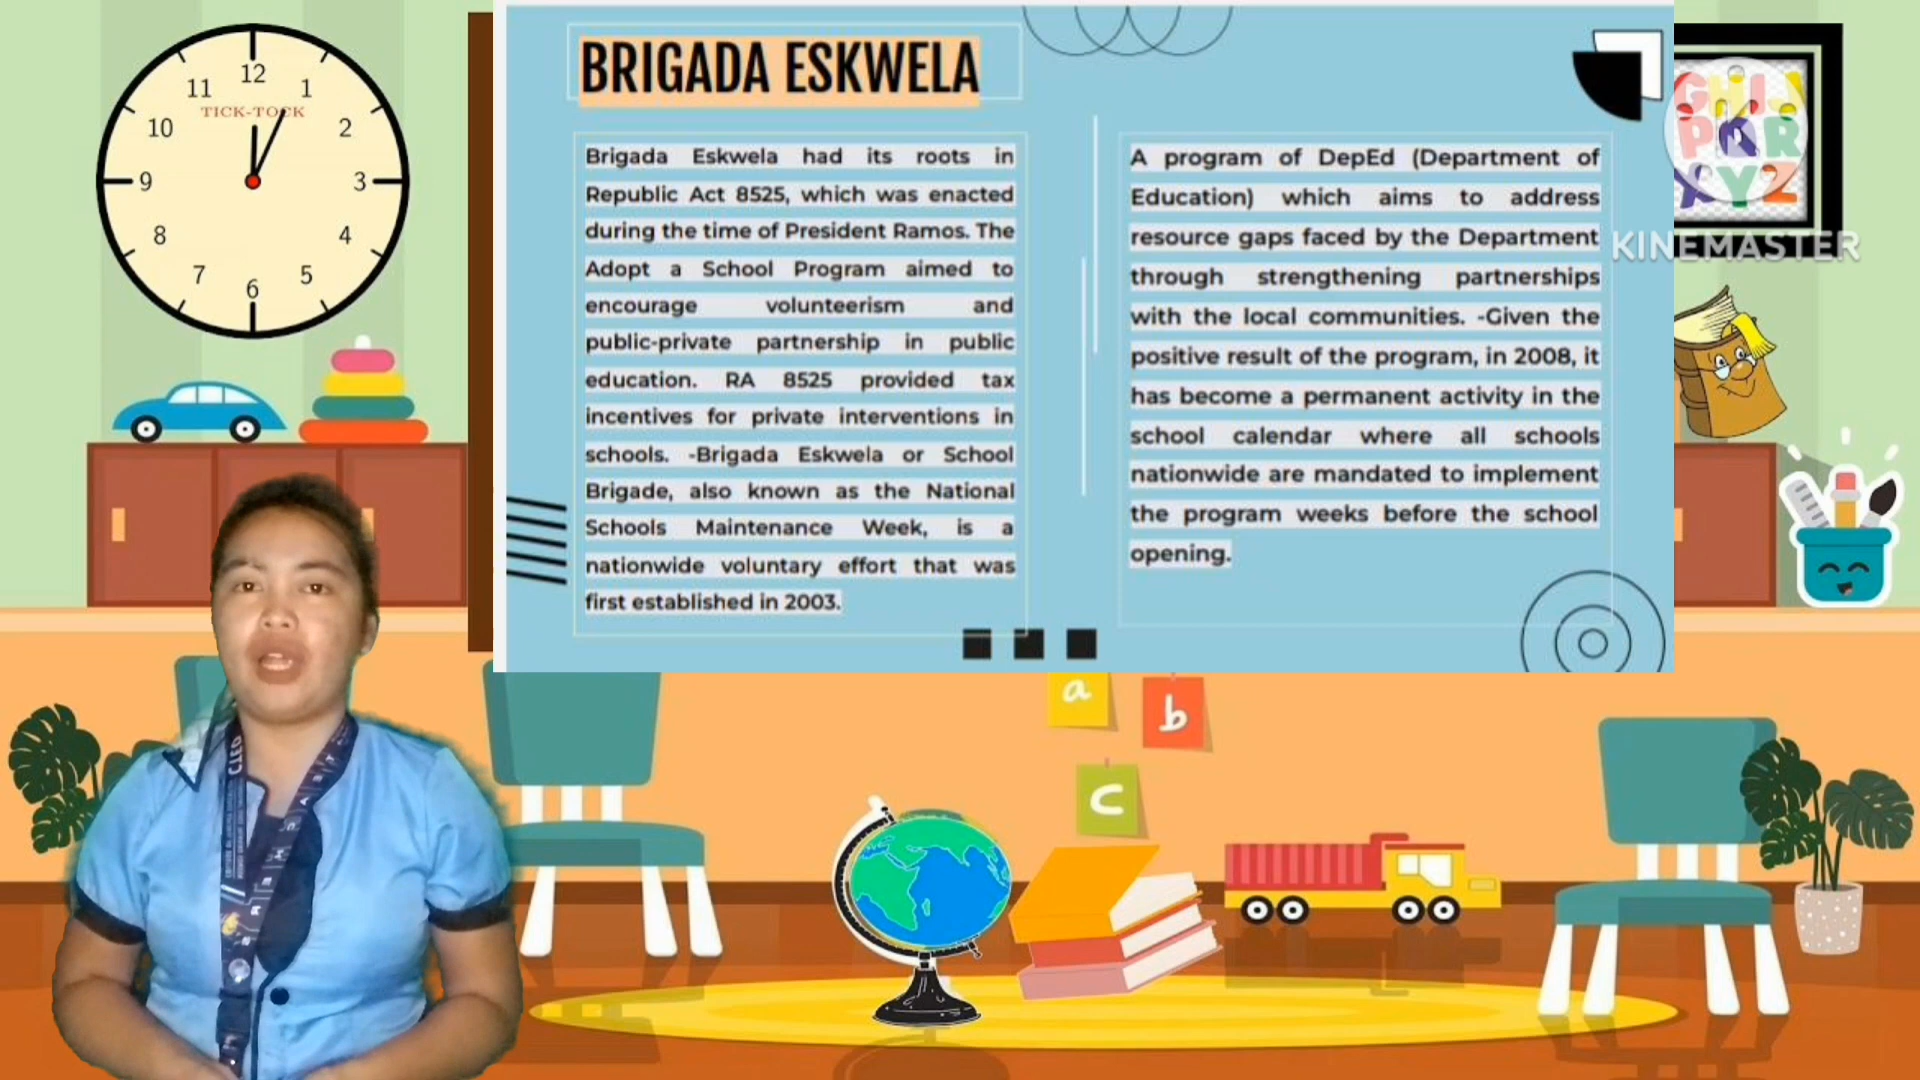 12
11
1
TICK-TOCK
10
2
9
3
8
4
7
5
6
BRIGADA ESKWELA
Brigada Eskwela had its roots in
Republic Act 8525, which was enacted
during the time of President Ramos. The
Adopt a School Program aimed to
encourage volunteerism and
public-private partnership in public
education. RA 8525 provided tax
incentives for private interventions in
schools. -Brigada Eskwela or School
Brigade, also known as the National
Schools Maintenance Week, is a
nationwide voluntary effort that was
first established in 2003.
A program of DepEd (Department of
Education) which aims to address
resource gaps faced by the Department
through strengthening partnerships
with the local communities. -Given the
positive result of the program, in 2008, it
has become a permanent activity in the
school calendar where all schools
nationwide are mandated to implement
the program weeks before the school
opening.
GHIJ
PQR
XYZ
KINEMASTER
a
b
c
CTED